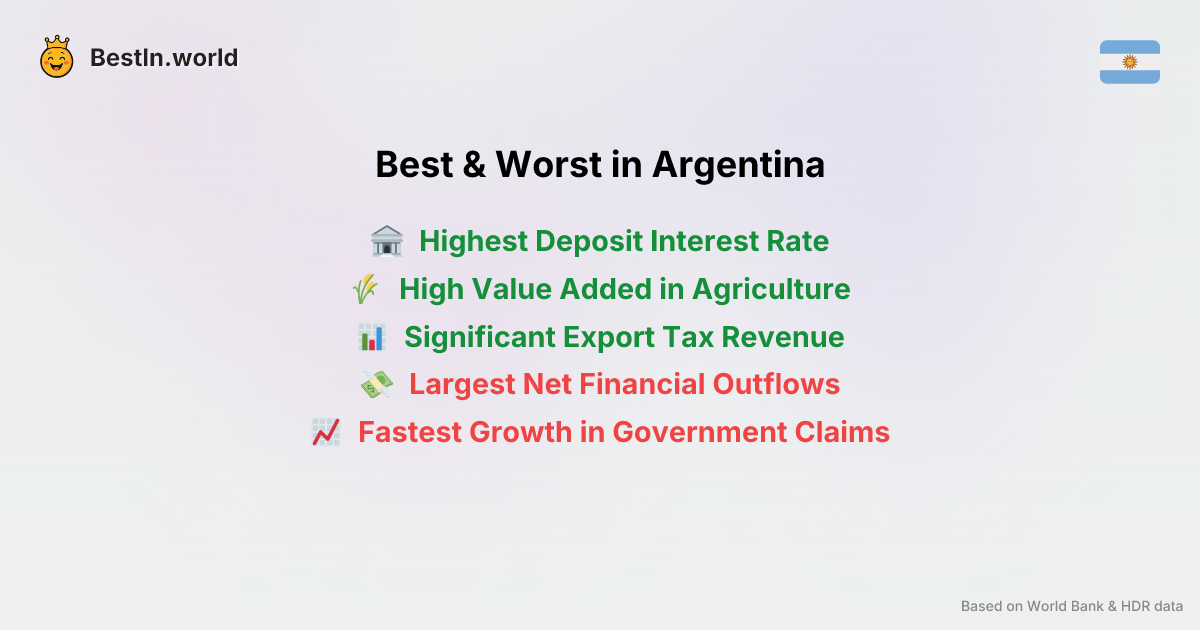 BestIn.world
Best & Worst in Argentina
Highest Deposit Interest Rate
High Value Added in Agriculture
Significant Export Tax Revenue
Largest Net Financial Outflows
Fastest Growth in Government Claims
Based on World Bank & HDR data